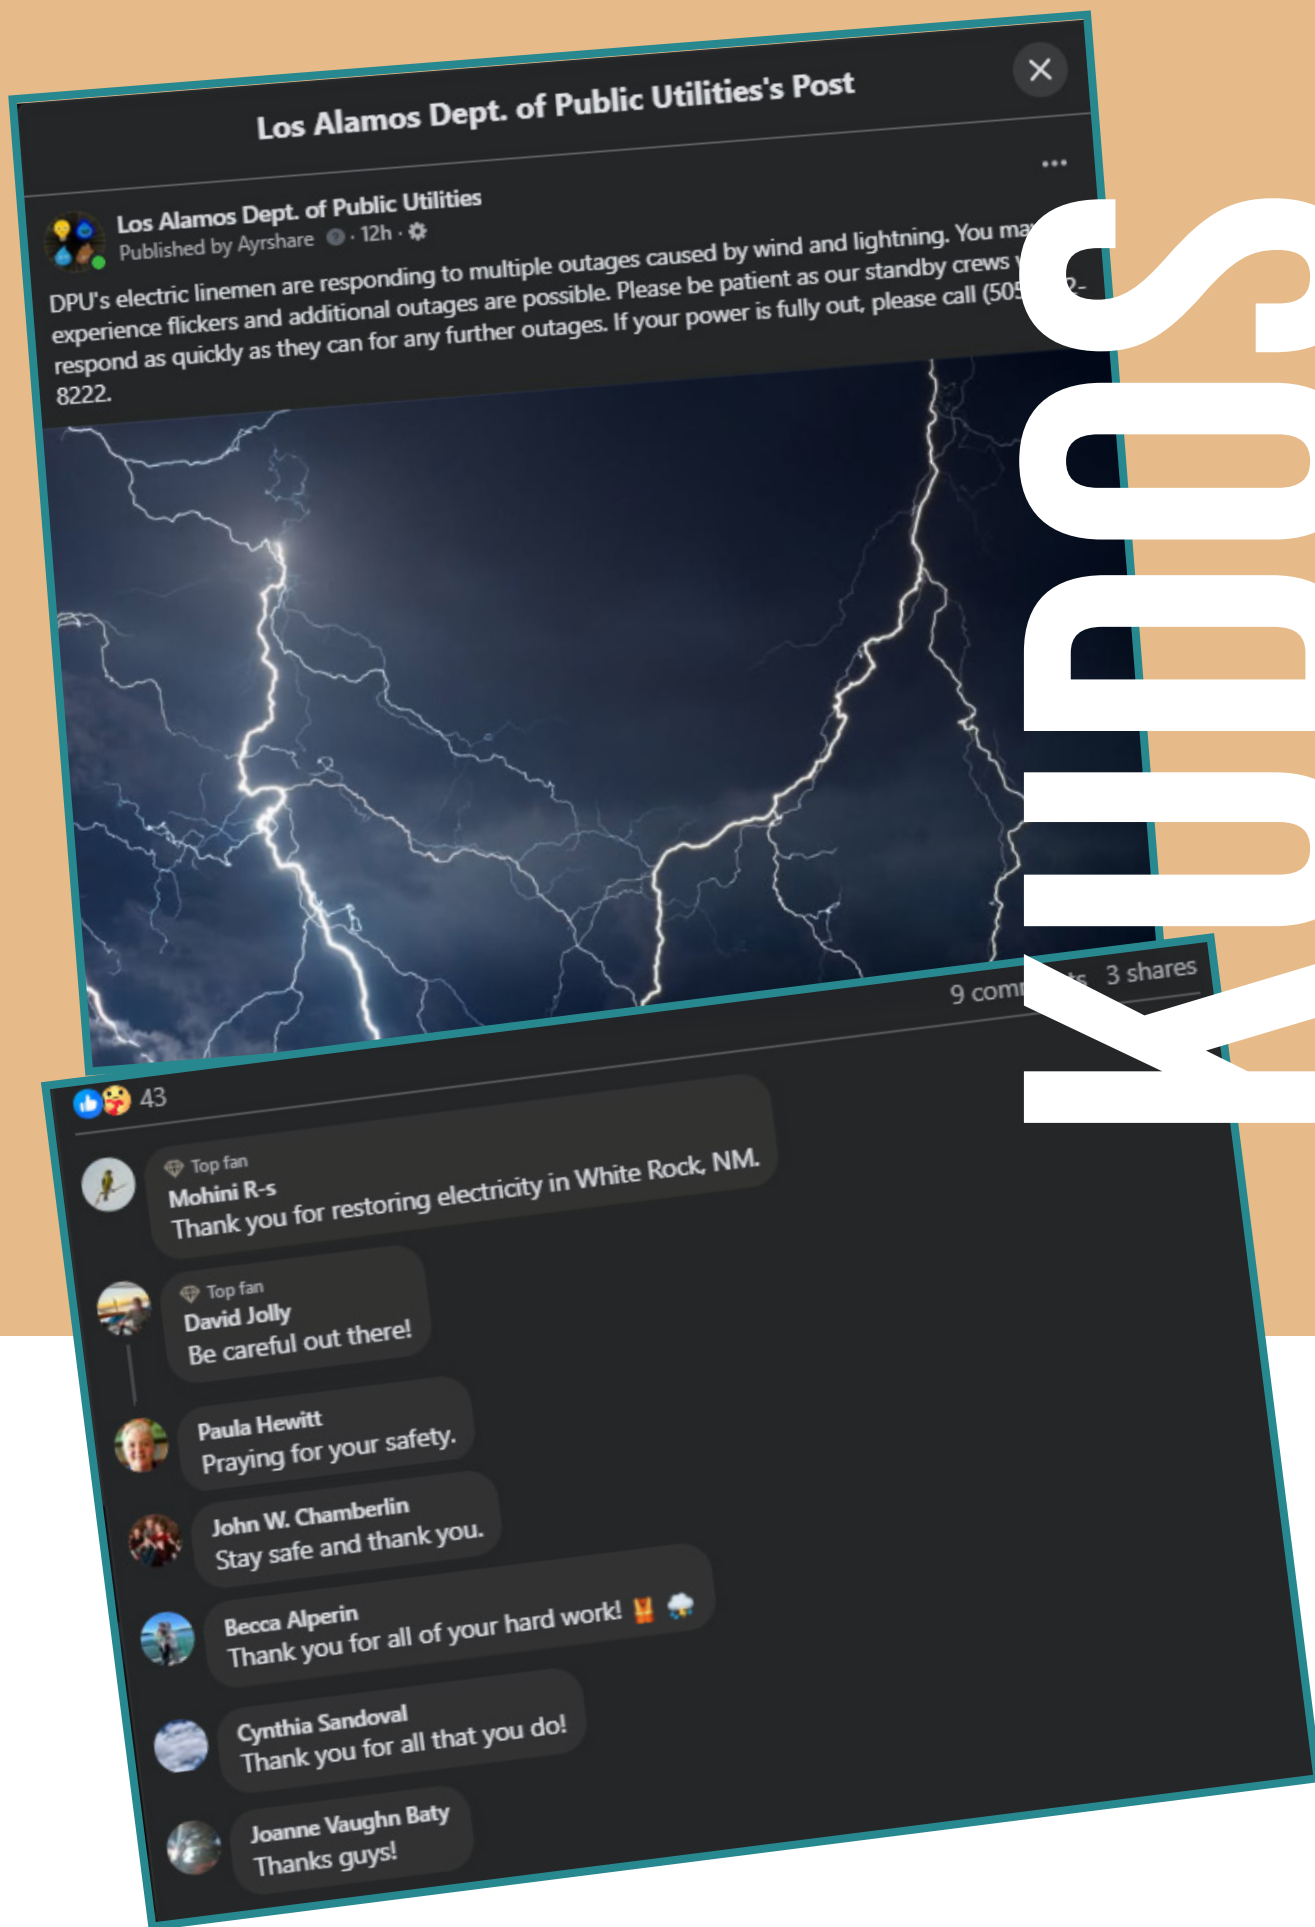 Los Alamos Dept. of Public Utilities's Post
Los Alamos Dept. of Public Utilities
Published by Ayrshare · 12h ·
DPU's electric linemen are responding to multiple outages caused by wind and lightning. You
experience flickers and additional outages are possible. Please be patient as our standby crews
respond as quickly as they can for any further outages. If your power is fully out, please call (505
8222.
KUDOS
9 3 shares
43
Top fan
Mohini R-s
Thank you for restoring electricity in White Rock, NM.
Top fan
David Jolly
Be careful out there!
Paula Hewitt
Praying for your safety.
John W. Chamberlin
Stay safe and thank you.
Becca Alperin
Thank you for all of your hard work! 🦺 ⛈️
Cynthia Sandoval
Thank you for all that you do!
Joanne Vaughn Baty
Thanks guys!